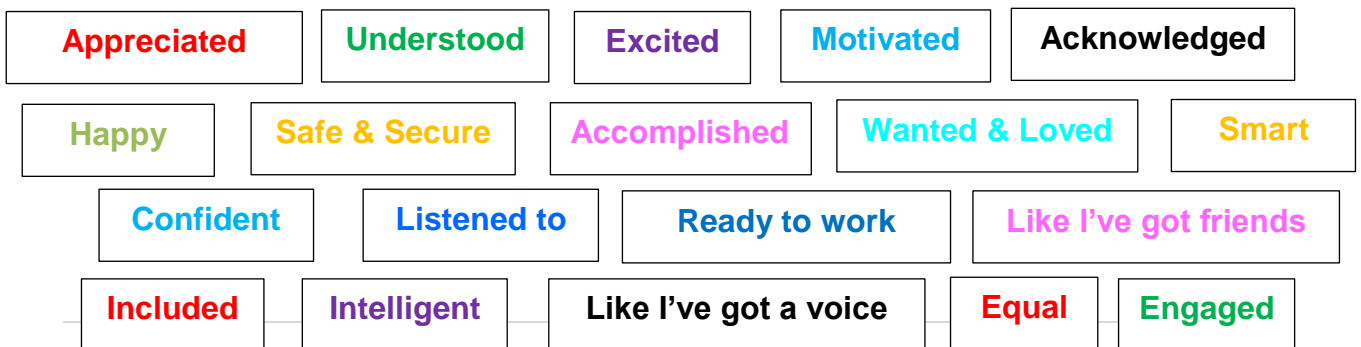 Appreciated Understood Excited Motivated Acknowledged
Happy Safe & Secure Accomplished Wanted & Loved Smart
Confident Listened to Ready to work Like I've got friends
Included Intelligent Like I've got a voice Equal Engaged